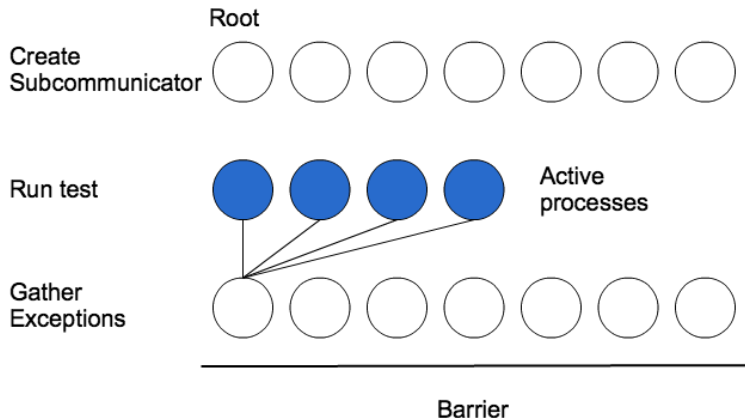 Root
Create
Subcommunicator
Run test
Active
processes
Gather
Exceptions
Barrier